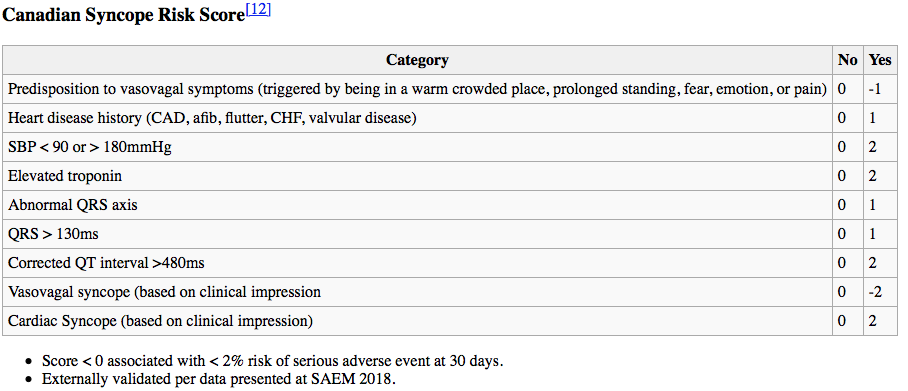 Canadian Syncope Risk Score[12]
Category No Yes
Predisposition to vasovagal symptoms (triggered by being in a warm crowded place, prolonged standing, fear, emotion, or pain) 0 -1
Heart disease history (CAD, afib, flutter, CHF, valvular disease) 0 1
SBP < 90 or > 180mmHg 0 2
Elevated troponin 0 2
Abnormal QRS axis 0 1
QRS > 130ms 0 1
Corrected QT interval >480ms 0 2
Vasovagal syncope (based on clinical impression 0 -2
Cardiac Syncope (based on clinical impression) 0 2
• Score < 0 associated with < 2% risk of serious adverse event at 30 days.
• Externally validated per data presented at SAEM 2018.